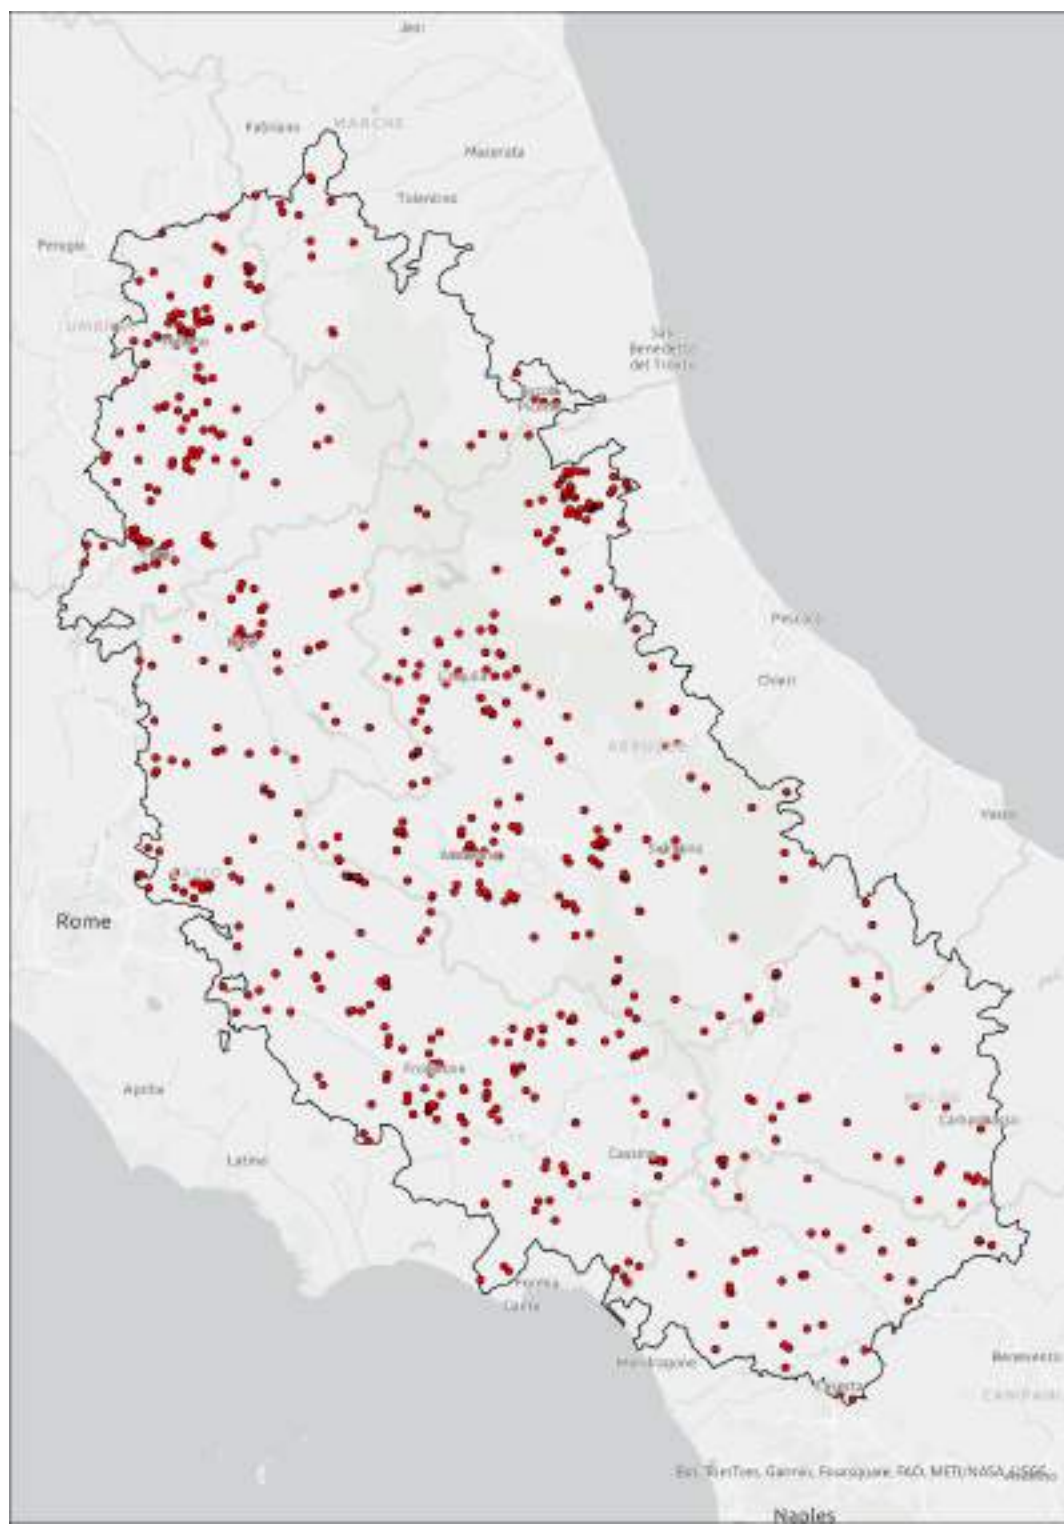 Jesi
Fabriano
MARCHE
Macerata
Tolentino
Perugia
UMBRIA
San
Benedetto
del Tronto
Pescara
Chieti
L'Aquila
ABRUZZO
Vasto
Avezzano
Sulmona
LAZIO
Rome
Frosinone
Aprilia
MOLISE
Campobasso
Latina
Cassino
Formia
Gaeta
Mondragone
Benevento
Caserta
CAMPANIA
Esri, TomTom, Garmin, Foursquare, FAO, METI/NASA, USGS
Naples